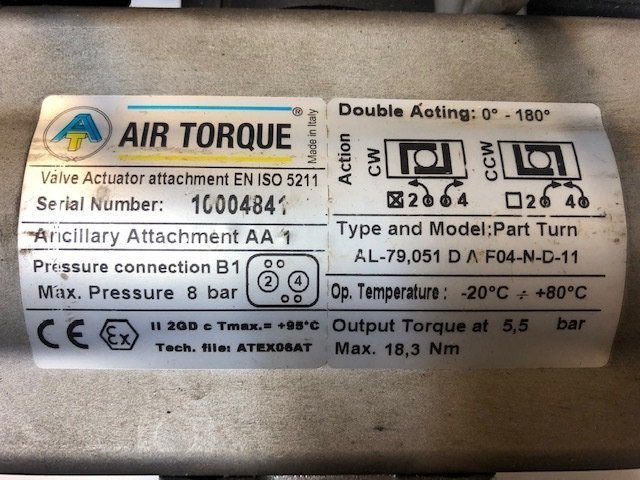 AT AIR TORQUE ®
Made in Italy
Valve Actuator attachment EN ISO 5211
Serial Number: 10004841
Ancillary Attachment AA 1
Pressure connection B1
2 4
Max. Pressure 8 bar
CE Ex II 2GD c Tmax.= +95°C
Tech. file: ATEX06AT
Double Acting: 0° - 180°
Action
CW
CCW
2 4
2 4
Type and Model:Part Turn
AL-79,051 D A F04-N-D-11
Op. Temperature : -20°C ÷ +80°C
Output Torque at 5,5 bar
Max. 18,3 Nm